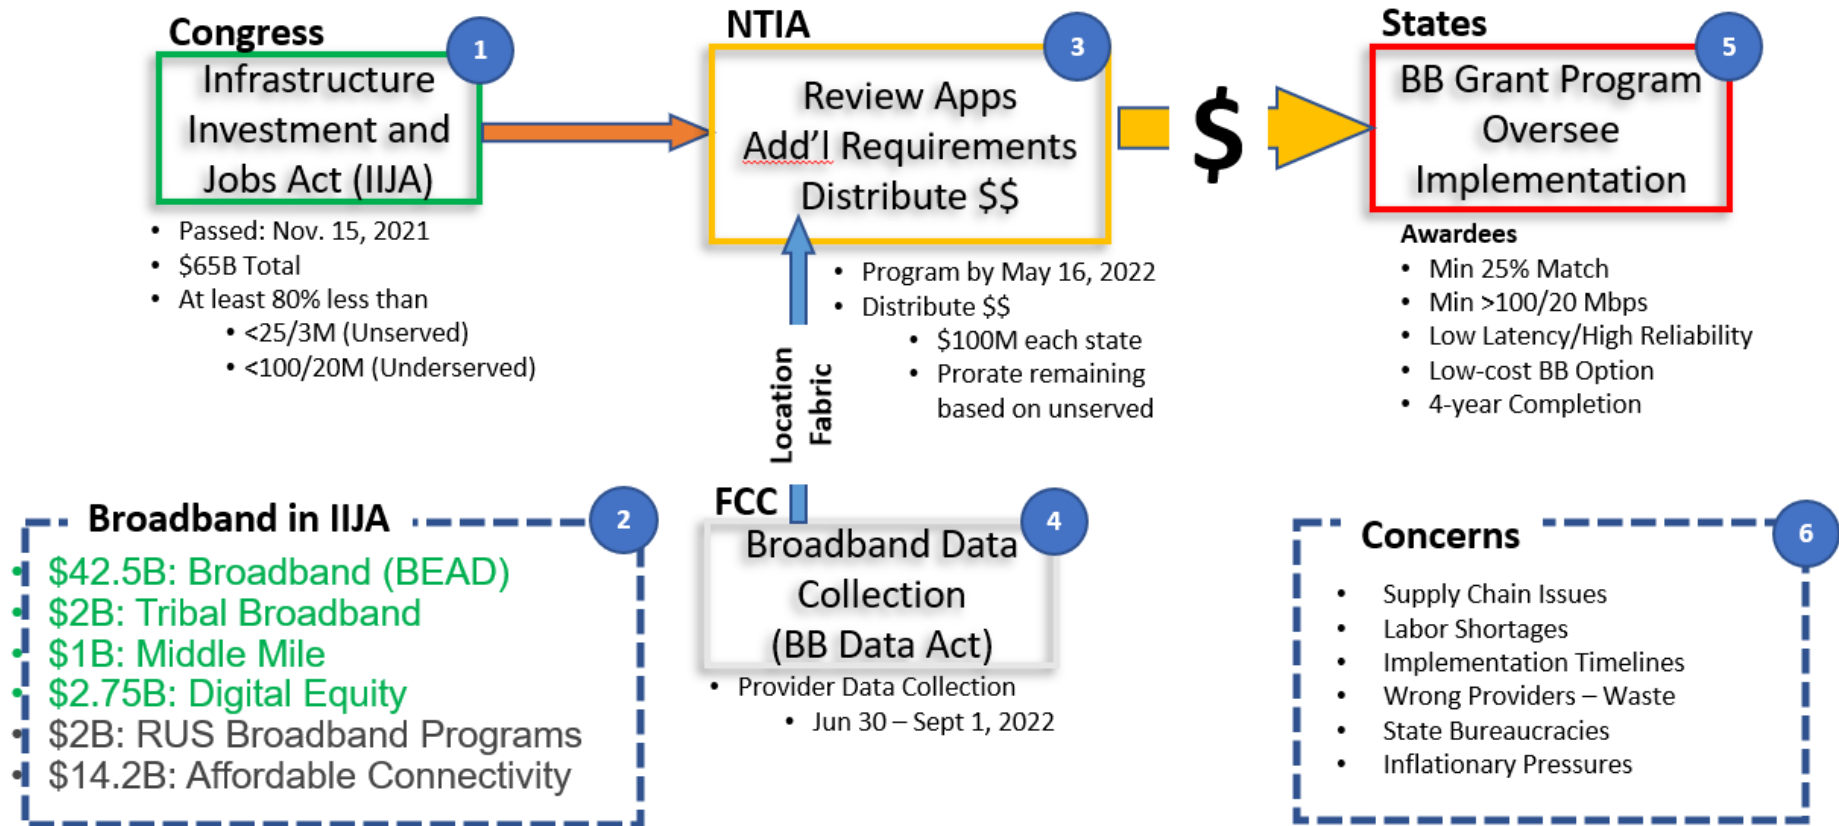 Congress
1
Infrastructure
Investment and
Jobs Act (IIJA)
• Passed: Nov. 15, 2021
• $65B Total
• At least 80% less than
• <25/3M (Unserved)
• <100/20M (Underserved)
Broadband in IIJA
2
• $42.5B: Broadband (BEAD)
• $2B: Tribal Broadband
• $1B: Middle Mile
• $2.75B: Digital Equity
• $2B: RUS Broadband Programs
• $14.2B: Affordable Connectivity
NTIA
3
Review Apps
Add'l Requirements
Distribute $$
• Program by May 16, 2022
• Distribute $$
• $100M each state
• Prorate remaining
based on unserved
Location
Fabric
FCC
4
Broadband Data
Collection
(BB Data Act)
• Provider Data Collection
• Jun 30 – Sept 1, 2022
$
States
5
BB Grant Program
Oversee
Implementation
Awardees
• Min 25% Match
• Min >100/20 Mbps
• Low Latency/High Reliability
• Low-cost BB Option
• 4-year Completion
Concerns
6
• Supply Chain Issues
• Labor Shortages
• Implementation Timelines
• Wrong Providers – Waste
• State Bureaucracies
• Inflationary Pressures